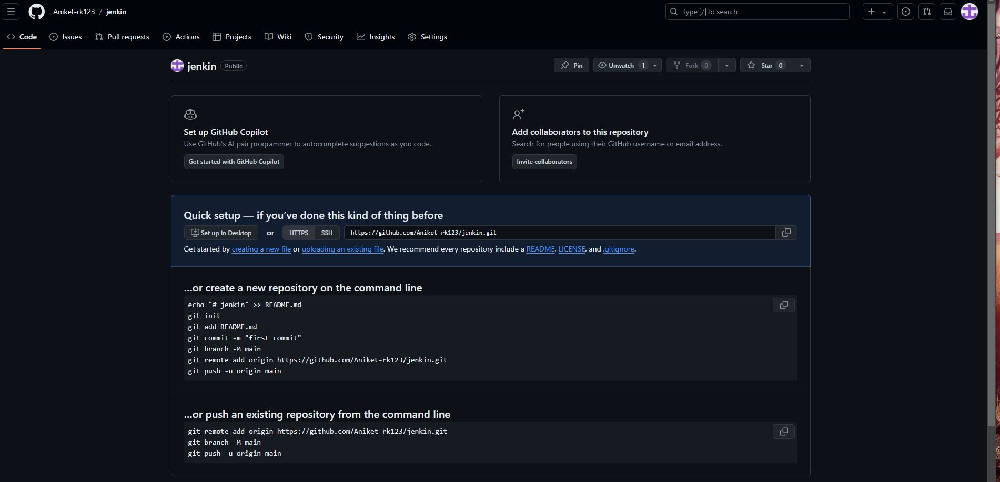 Aniket-rk123 / jenkin
Type / to search
Code Issues Pull requests Actions Projects Wiki Security Insights Settings
jenkin Public
Pin Unwatch 1 Fork 0 Star 0
Set up GitHub Copilot
Use GitHub's AI pair programmer to autocomplete suggestions as you code.
Get started with GitHub Copilot
Add collaborators to this repository
Search for people using their GitHub username or email address.
Invite collaborators
Quick setup — if you’ve done this kind of thing before
Set up in Desktop or HTTPS SSH https://github.com/Aniket-rk123/jenkin.git
Get started by creating a new file or uploading an existing file. We recommend every repository include a README, LICENSE, and .gitignore.
…or create a new repository on the command line
echo "# jenkin" >> README.md
git init
git add README.md
git commit -m "first commit"
git branch -M main
git remote add origin https://github.com/Aniket-rk123/jenkin.git
git push -u origin main
…or push an existing repository from the command line
git remote add origin https://github.com/Aniket-rk123/jenkin.git
git branch -M main
git push -u origin main